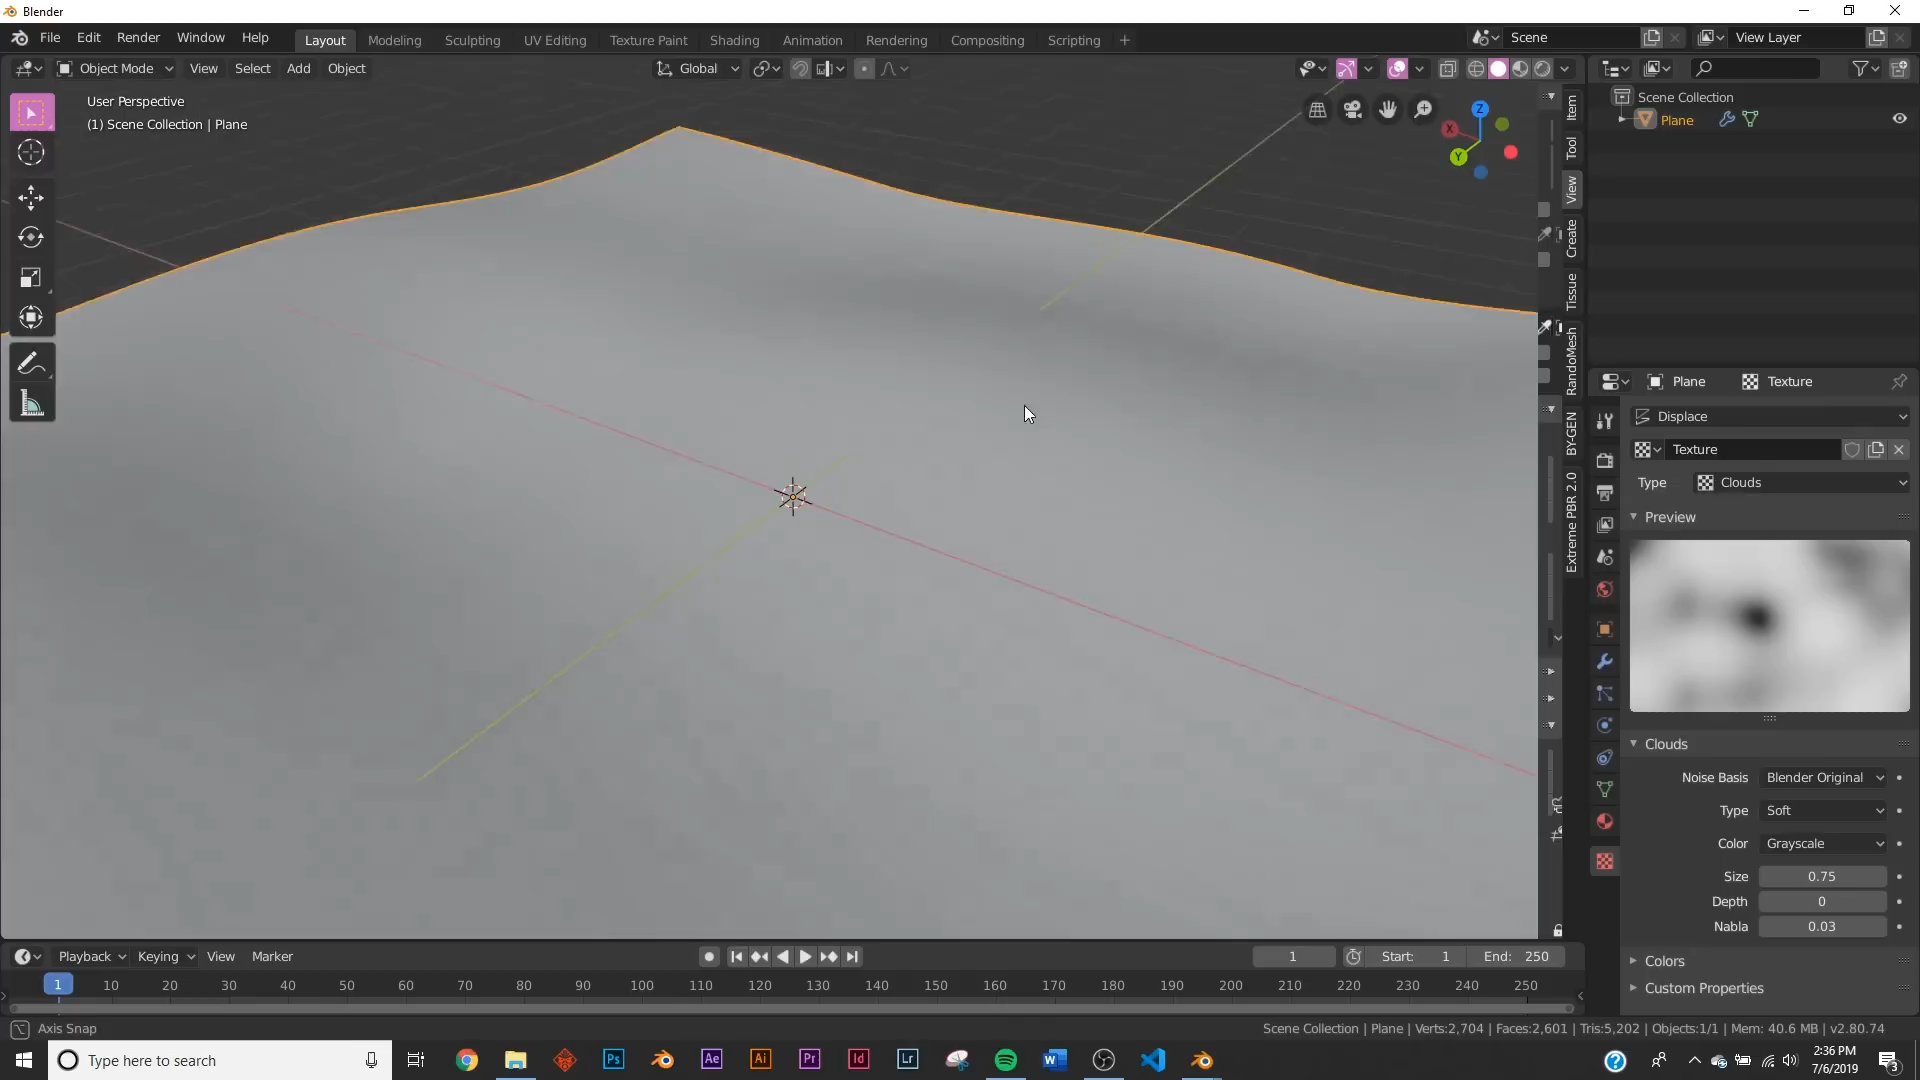 Blender
File Edit Render Window Help Layout Modeling Sculpting UV Editing Texture Paint Shading Animation Rendering Compositing Scripting + Scene View Layer
Object Mode View Select Add Object Global
User Perspective
(1) Scene Collection | Plane
Z
X
Y
Item
Tool
View
Create
Tissue
RandoMesh
BY-GEN
Extreme PBR 2.0
Scene Collection
Plane
Plane Texture
Displace
Texture
Type Clouds
Preview
Clouds
Noise Basis Blender Original
Type Soft
Color Grayscale
Size 0.75
Depth 0
Nabla 0.03
Colors
Custom Properties
Playback Keying View Marker 1 Start: 1 End: 250
1 10 20 30 40 50 60 70 80 90 100 110 120 130 140 150 160 170 180 190 200 210 220 230 240 250
Axis Snap
Scene Collection | Plane | Verts:2,704 | Faces:2,601 | Tris:5,202 | Objects:1/1 | Mem: 40.6 MB | v2.80.74
Type here to search Ps Ae Ai Pr Id Lr W
2:36 PM
7/6/2019
3